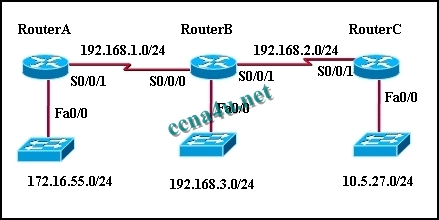 RouterA
RouterB
RouterC
192.168.1.0/24
192.168.2.0/24
S0/0/1
S0/0/0
S0/0/1
S0/0/1
Fa0/0
Fa0/0
Fa0/0
ccna4u.net
172.16.55.0/24
192.168.3.0/24
10.5.27.0/24